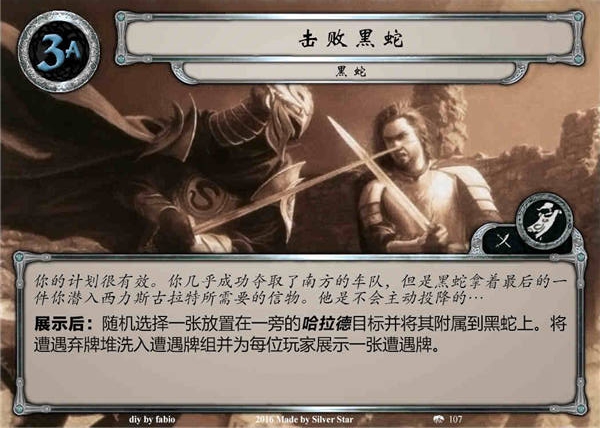 3A
击败黑蛇
黑蛇
X
你的计划很有效。你几乎成功夺取了南方的车队，但是黑蛇拿着最后的一
件你潜入西力斯古拉特所需要的信物。他是不会主动投降的…
展示后：随机选择一张放置在一旁的哈拉德目标并将其附属到黑蛇上。将
遭遇弃牌堆洗入遭遇牌组并为每位玩家展示一张遭遇牌。
diy by fabio
2016 Made by Silver Star
107